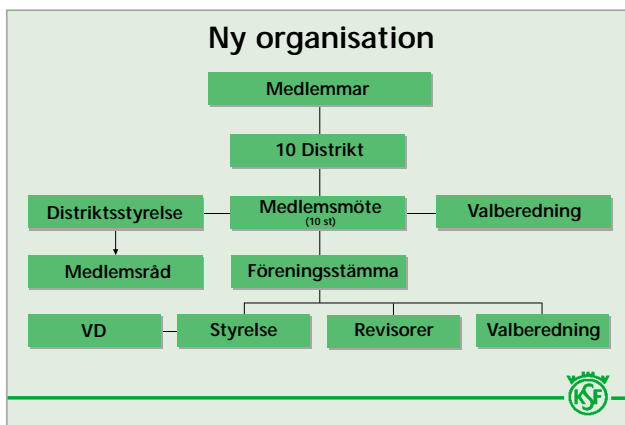 Ny organisation
Medlemmar
10 Distrikt
Distriktsstyrelse
Medlemsmöte
(10 st)
Valberedning
Medlemsråd
Föreningsstämma
VD
Styrelse
Revisorer
Valberedning
KSF